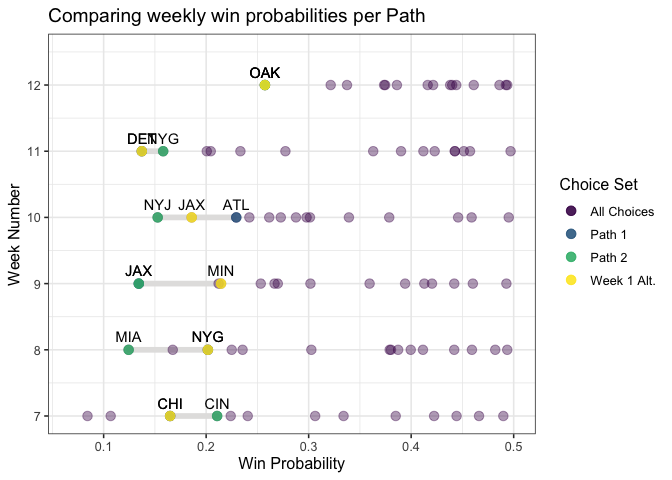 Comparing weekly win probabilities per Path
OAK
12
DEN NYG
11
NYJ JAX ATL
10
JAX MIN
9
MIA NYG
8
CHI CIN
7
0.1 0.2 0.3 0.4 0.5
Win Probability
Week Number
Choice Set
All Choices
Path 1
Path 2
Week 1 Alt.